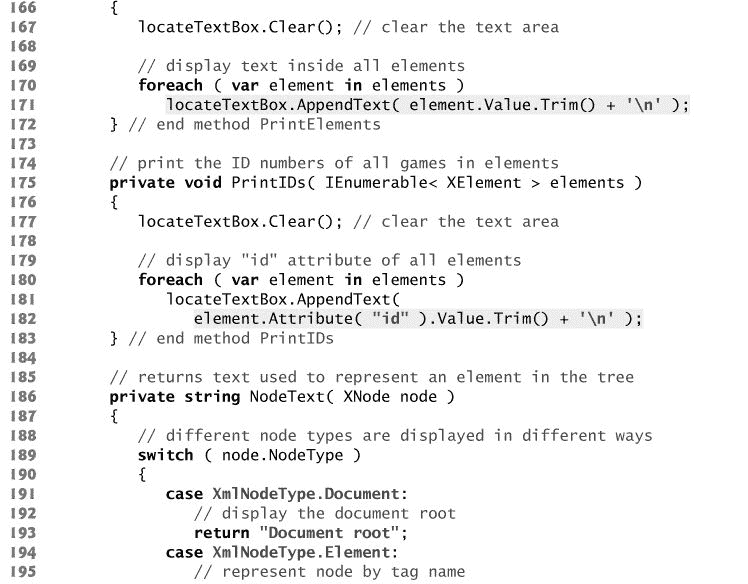 166 {
167 locateTextBox.Clear(); // clear the text area
168
169 // display text inside all elements
170 foreach ( var element in elements )
171 locateTextBox.AppendText( element.Value.Trim() + '\n' );
172 } // end method PrintElements
173
174 // print the ID numbers of all games in elements
175 private void PrintIDs( IEnumerable< XElement > elements )
176 {
177 locateTextBox.Clear(); // clear the text area
178
179 // display "id" attribute of all elements
180 foreach ( var element in elements )
181 locateTextBox.AppendText(
182 element.Attribute( "id" ).Value.Trim() + '\n' );
183 } // end method PrintIDs
184
185 // returns text used to represent an element in the tree
186 private string NodeText( XNode node )
187 {
188 // different node types are displayed in different ways
189 switch ( node.NodeType )
190 {
191 case XmlNodeType.Document:
192 // display the document root
193 return "Document root";
194 case XmlNodeType.Element:
195 // represent node by tag name